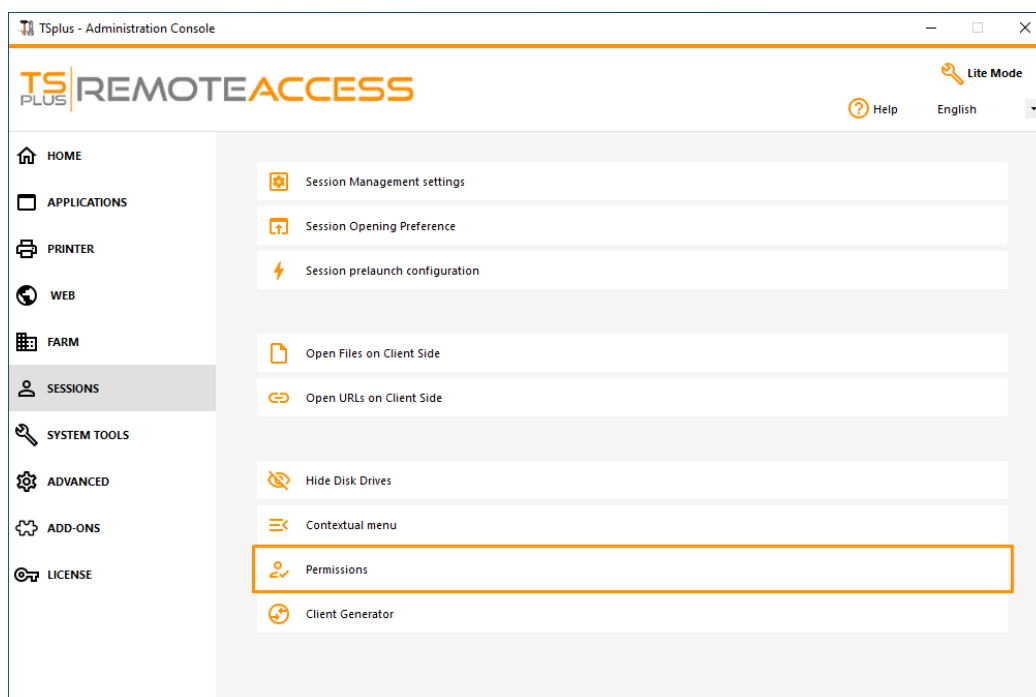 TSplus - Administration Console
TS PLUS REMOTEACCESS
Lite Mode
Help
English
HOME
APPLICATIONS
PRINTER
WEB
FARM
SESSIONS
SYSTEM TOOLS
ADVANCED
ADD-ONS
LICENSE
Session Management settings
Session Opening Preference
Session prelaunch configuration
Open Files on Client Side
Open URLs on Client Side
Hide Disk Drives
Contextual menu
Permissions
Client Generator